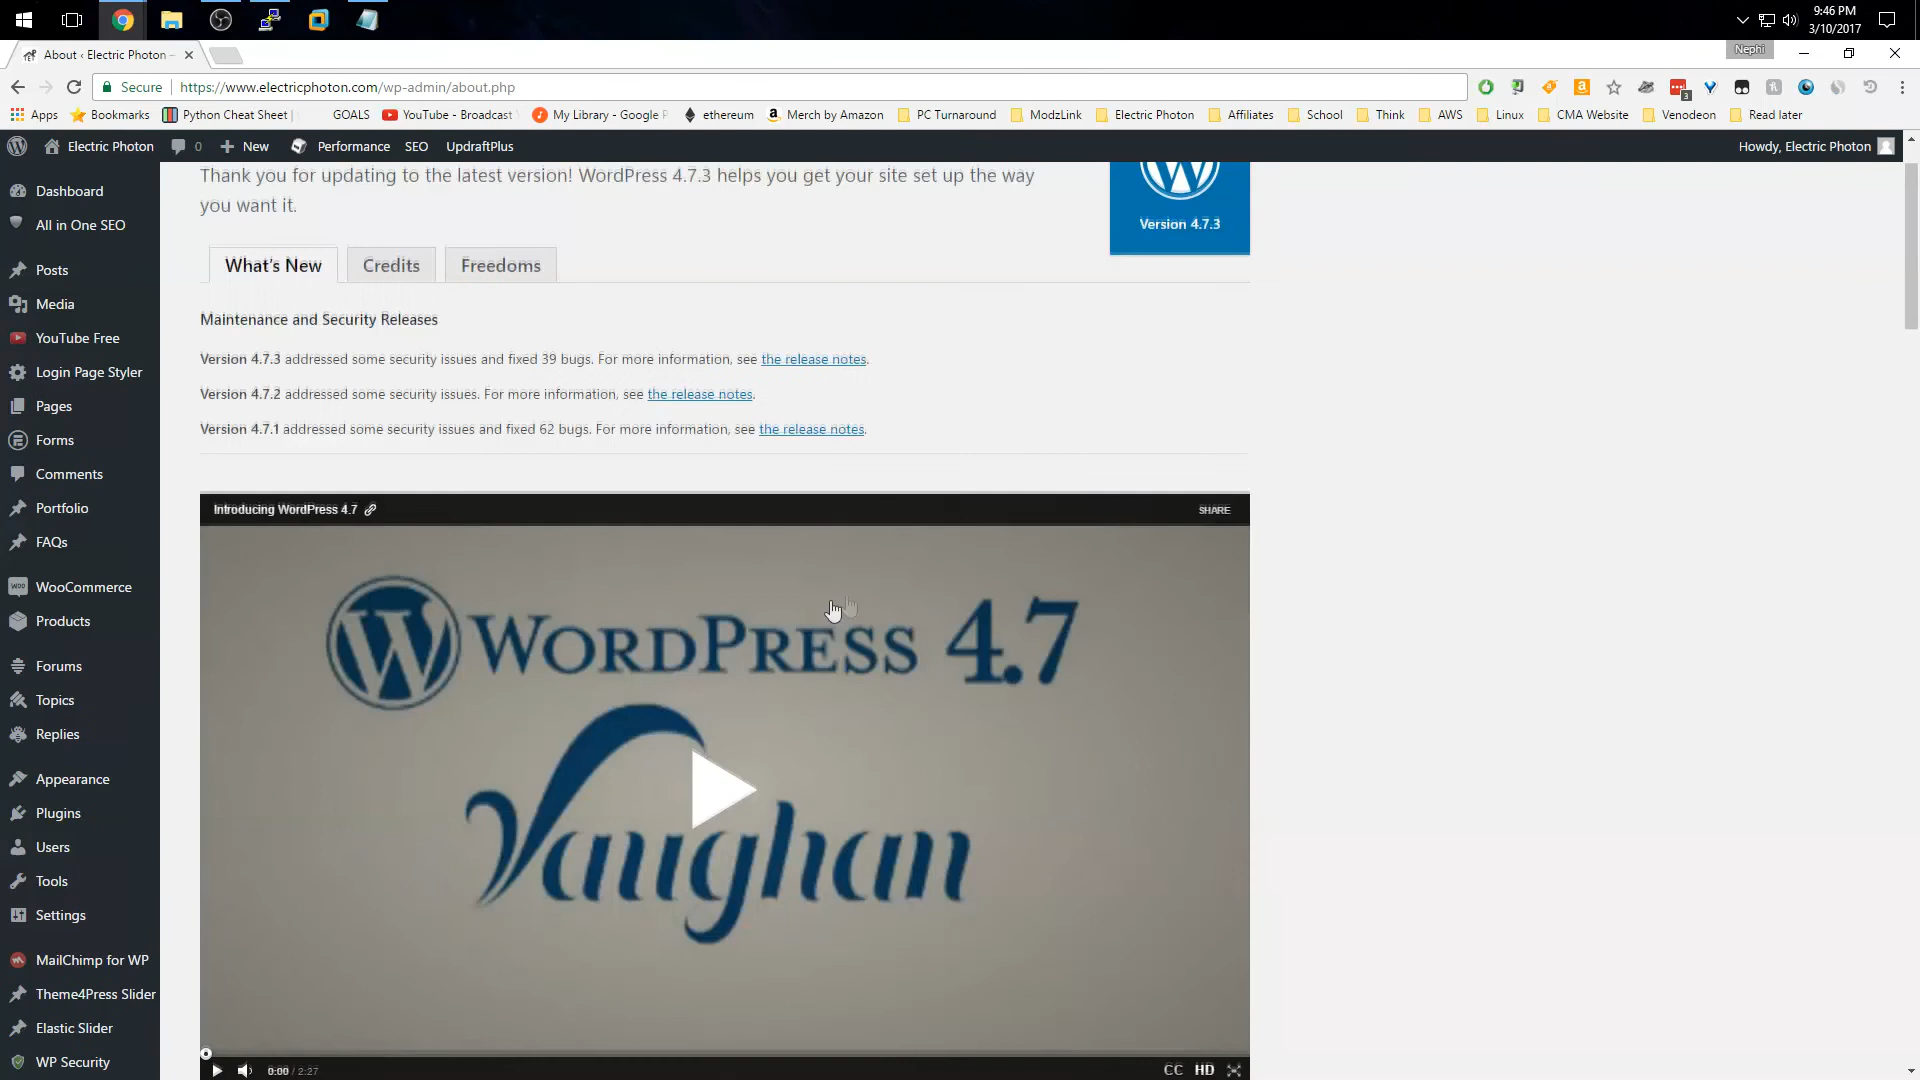 9:46 PM
3/10/2017
About ‹ Electric Photon –
Nephi
Secure https://www.electricphoton.com/wp-admin/about.php
3
Apps Bookmarks Python Cheat Sheet GOALS YouTube - Broadcast My Library - Google P ethereum Merch by Amazon PC Turnaround ModzLink Electric Photon Affiliates School Think AWS Linux CMA Website Venodeon Read later
Electric Photon 0 New Performance SEO UpdraftPlus Howdy, Electric Photon
Dashboard
All in One SEO
Posts
Media
YouTube Free
Login Page Styler
Pages
Forms
Comments
Portfolio
FAQs
WooCommerce
Products
Forums
Topics
Replies
Appearance
Plugins
Users
Tools
Settings
MailChimp for WP
Theme4Press Slider
Elastic Slider
WP Security
Thank you for updating to the latest version! WordPress 4.7.3 helps you get your site set up the way
you want it.
Version 4.7.3
What’s New Credits Freedoms
Maintenance and Security Releases
Version 4.7.3 addressed some security issues and fixed 39 bugs. For more information, see the release notes.
Version 4.7.2 addressed some security issues. For more information, see the release notes.
Version 4.7.1 addressed some security issues and fixed 62 bugs. For more information, see the release notes.
Introducing WordPress 4.7 SHARE
WORDPRESS 4.7
Vaughan
0:00 / 2:27 CC HD